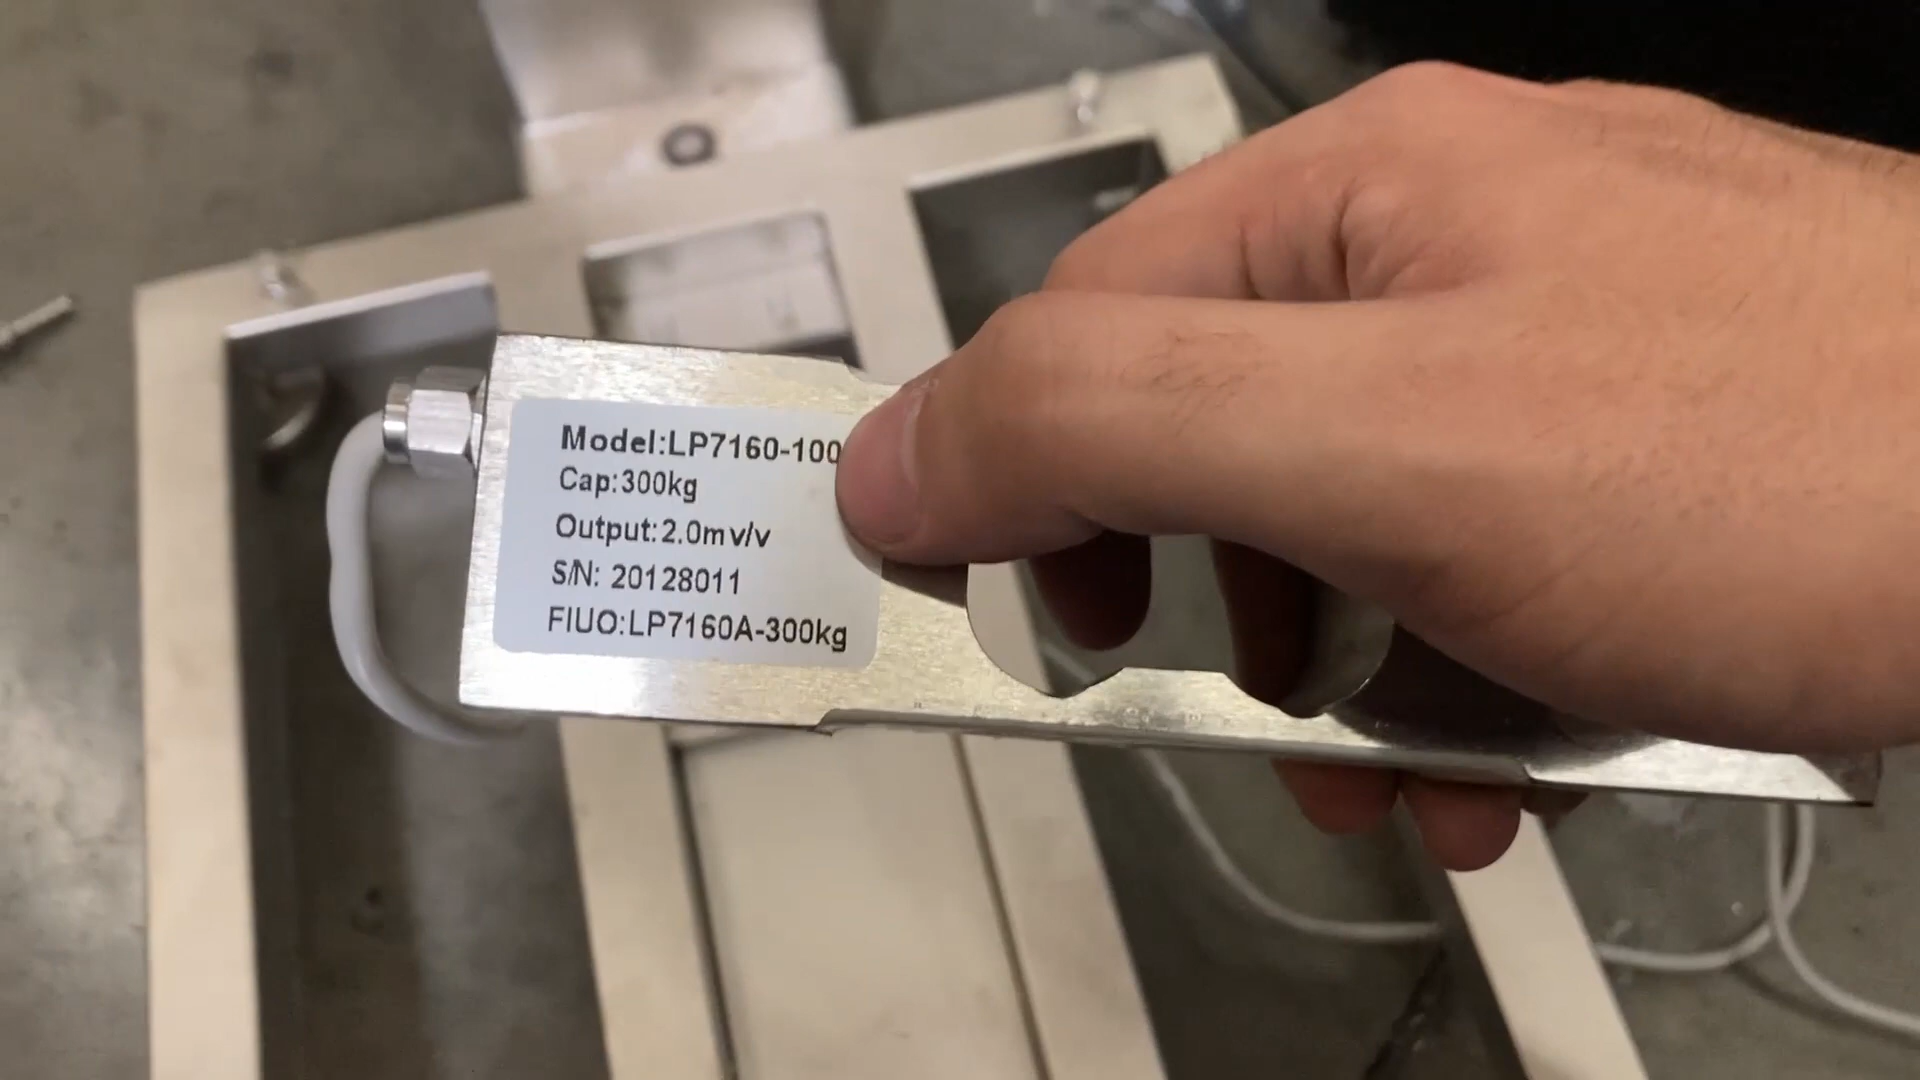 Model:LP7160-100
Cap:300kg
Output:2.0mv/v
S/N: 20128011
FIUO:LP7160A-300kg